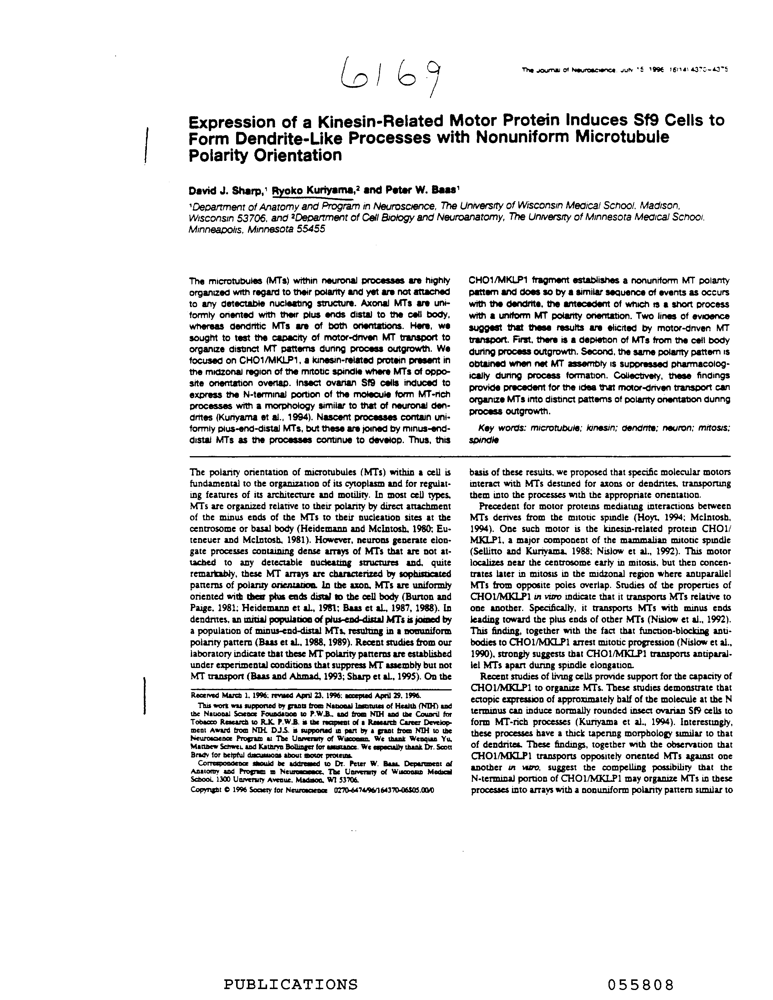 6169
The Journal of Neuroscience, July 15, 1996, 16(14):4370–4375
Expression of a Kinesin-Related Motor Protein Induces Sf9 Cells to
Form Dendrite-Like Processes with Nonuniform Microtubule
Polarity Orientation
David J. Sharp,¹ Ryoko Kuriyama,² and Peter W. Baas¹
¹Department of Anatomy and Program in Neuroscience, The University of Wisconsin Medical School, Madison,
Wisconsin 53706, and ²Department of Cell Biology and Neuroanatomy, The University of Minnesota Medical School,
Minneapolis, Minnesota 55455
The microtubules (MTs) within neuronal processes are highly
organized with regard to their polarity and yet are not attached
to any detectable nucleating structure. Axonal MTs are uni-
formly oriented with their plus ends distal to the cell body,
whereas dendritic MTs are of both orientations. Here, we
sought to test the capacity of motor-driven MT transport to
organize distinct MT patterns during process outgrowth. We
focused on CHO1/MKLP1, a kinesin-related protein present in
the midzonal region of the mitotic spindle where MTs of oppo-
site orientation overlap. Insect ovarian Sf9 cells induced to
express the N-terminal portion of the molecule form MT-rich
processes with a morphology similar to that of neuronal den-
drites (Kuriyama et al., 1994). Nascent processes contain uni-
formly plus-end-distal MTs, but these are joined by minus-end-
distal MTs as the processes continue to develop. Thus, this
CHO1/MKLP1 fragment establishes a nonuniform MT polarity
pattern and does so by a similar sequence of events as occurs
with the dendrite, the antecedent of which is a short process
with a uniform MT polarity orientation. Two lines of evidence
suggest that these results are elicited by motor-driven MT
transport. First, there is a depletion of MTs from the cell body
during process outgrowth. Second, the same polarity pattern is
obtained when net MT assembly is suppressed pharmacolog-
ically during process formation. Collectively, these findings
provide precedent for the idea that motor-driven transport can
organize MTs into distinct patterns of polarity orientation during
process outgrowth.
Key words: microtubule; kinesin; dendrite; neuron; mitosis;
spindle
The polarity orientation of microtubules (MTs) within a cell is
fundamental to the organization of its cytoplasm and for regulat-
ing features of its architecture and motility. In most cell types,
MTs are organized relative to their polarity by direct attachment
of the minus ends of the MTs to their nucleation sites at the
centrosome or basal body (Heidemann and McIntosh, 1980; Eu-
teneuer and McIntosh, 1981). However, neurons generate elon-
gate processes containing dense arrays of MTs that are not at-
tached to any detectable nucleating structures and, quite
remarkably, these MT arrays are characterized by sophisticated
patterns of polarity orientation. In the axon, MTs are uniformly
oriented with their plus ends distal to the cell body (Burton and
Paige, 1981; Heidemann et al., 1981; Baas et al., 1987, 1988). In
dendrites, an initial population of plus-end-distal MTs is joined by
a population of minus-end-distal MTs, resulting in a nonuniform
polarity pattern (Baas et al., 1988, 1989). Recent studies from our
laboratory indicate that these MT polarity patterns are established
under experimental conditions that suppress MT assembly but not
MT transport (Baas and Ahmad, 1993; Sharp et al., 1995). On the
Received March 1, 1996; revised April 23, 1996; accepted April 29, 1996.
This work was supported by grants from National Institutes of Health (NIH) and
the National Science Foundation to P.W.B., and from NIH and the Council for
Tobacco Research to R.K. P.W.B. is the recipient of a Research Career Develop-
ment Award from NIH. D.J.S. is supported in part by a grant from NIH to the
Neuroscience Program at The University of Wisconsin. We thank Wenqian Yu,
Matthew Schwei, and Kathryn Bollinger for assistance. We especially thank Dr. Scott
Brady for helpful discussions about motor proteins.
Correspondence should be addressed to Dr. Peter W. Baas, Department of
Anatomy and Program in Neuroscience, The University of Wisconsin Medical
School, 1300 University Avenue, Madison, WI 53706.
Copyright © 1996 Society for Neuroscience 0270-6474/96/164370-06$05.00/0
basis of these results, we proposed that specific molecular motors
interact with MTs destined for axons or dendrites, transporting
them into the processes with the appropriate orientation.
Precedent for motor proteins mediating interactions between
MTs derives from the mitotic spindle (Hoyt, 1994; McIntosh,
1994). One such motor is the kinesin-related protein CHO1/
MKLP1, a major component of the mammalian mitotic spindle
(Sellitto and Kuriyama, 1988; Nislow et al., 1992). This motor
localizes near the centrosome early in mitosis, but then concen-
trates later in mitosis in the midzonal region where antiparallel
MTs from opposite poles overlap. Studies of the properties of
CHO1/MKLP1 in vitro indicate that it transports MTs relative to
one another. Specifically, it transports MTs with minus ends
leading toward the plus ends of other MTs (Nislow et al., 1992).
This finding, together with the fact that function-blocking anti-
bodies to CHO1/MKLP1 arrest mitotic progression (Nislow et al.,
1990), strongly suggests that CHO1/MKLP1 transports antiparal-
lel MTs apart during spindle elongation.
Recent studies of living cells provide support for the capacity of
CHO1/MKLP1 to organize MTs. These studies demonstrate that
ectopic expression of approximately half of the molecule at the N
terminus can induce normally rounded insect ovarian Sf9 cells to
form MT-rich processes (Kuriyama et al., 1994). Interestingly,
these processes have a thick tapering morphology similar to that
of dendrites. These findings, together with the observation that
CHO1/MKLP1 transports oppositely oriented MTs against one
another in vitro, suggest the compelling possibility that the
N-terminal portion of CHO1/MKLP1 may organize MTs in these
processes into arrays with a nonuniform polarity pattern similar to
PUBLICATIONS
055808